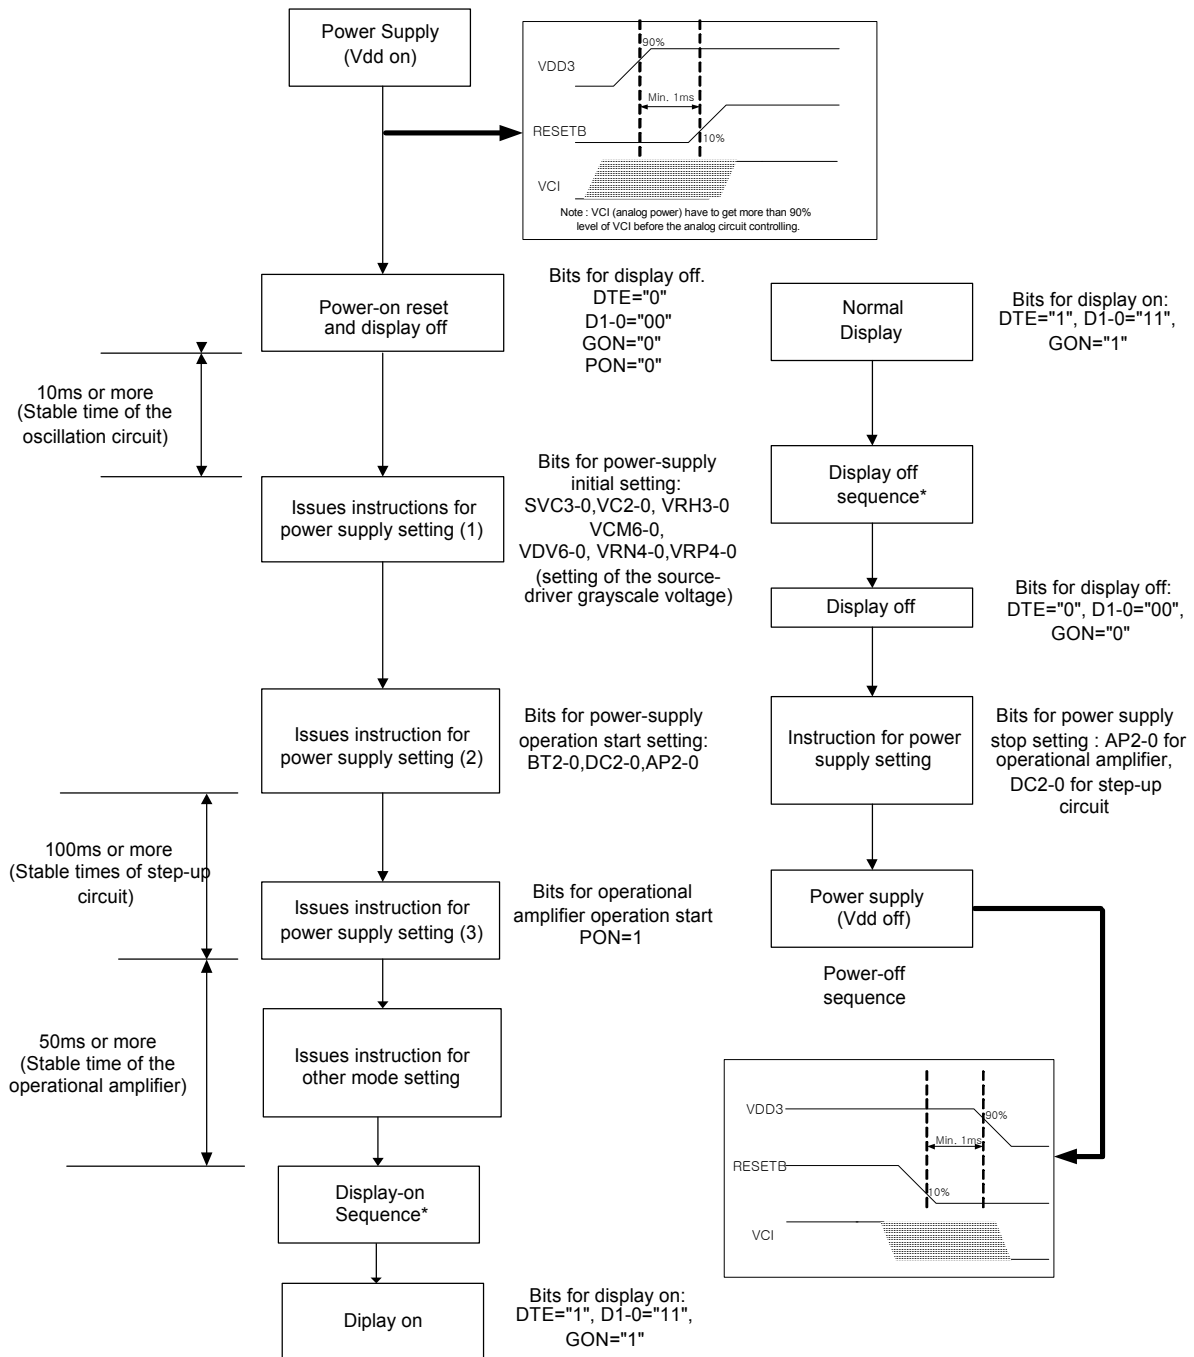 Power Supply
(Vdd on)
VDD3
90%
Min. 1ms
RESETB
10%
VCI
Note : VCI (analog power) have to get more than 90%
level of VCI before the analog circuit controlling.
Power-on reset
and display off
Bits for display off.
DTE="0"
D1-0="00"
GON="0"
PON="0"
10ms or more
(Stable time of the
oscillation circuit)
Issues instructions for
power supply setting (1)
Bits for power-supply
initial setting:
SVC3-0,VC2-0, VRH3-0
VCM6-0,
VDV6-0, VRN4-0,VRP4-0
(setting of the source-
driver grayscale voltage)
Issues instruction for
power supply setting (2)
Bits for power-supply
operation start setting:
BT2-0,DC2-0,AP2-0
100ms or more
(Stable times of step-up
circuit)
Issues instruction for
power supply setting (3)
Bits for operational
amplifier operation start
PON=1
50ms or more
(Stable time of the
operational amplifier)
Issues instruction for
other mode setting
Display-on
Sequence*
Diplay on
Bits for display on:
DTE="1", D1-0="11",
GON="1"
Normal
Display
Bits for display on:
DTE="1", D1-0="11",
GON="1"
Display off
sequence*
Display off
Bits for display off:
DTE="0", D1-0="00",
GON="0"
Instruction for power
supply setting
Bits for power supply
stop setting : AP2-0 for
operational amplifier,
DC2-0 for step-up
circuit
Power supply
(Vdd off)
Power-off
sequence
VDD3
90%
Min. 1ms
RESETB
10%
VCI